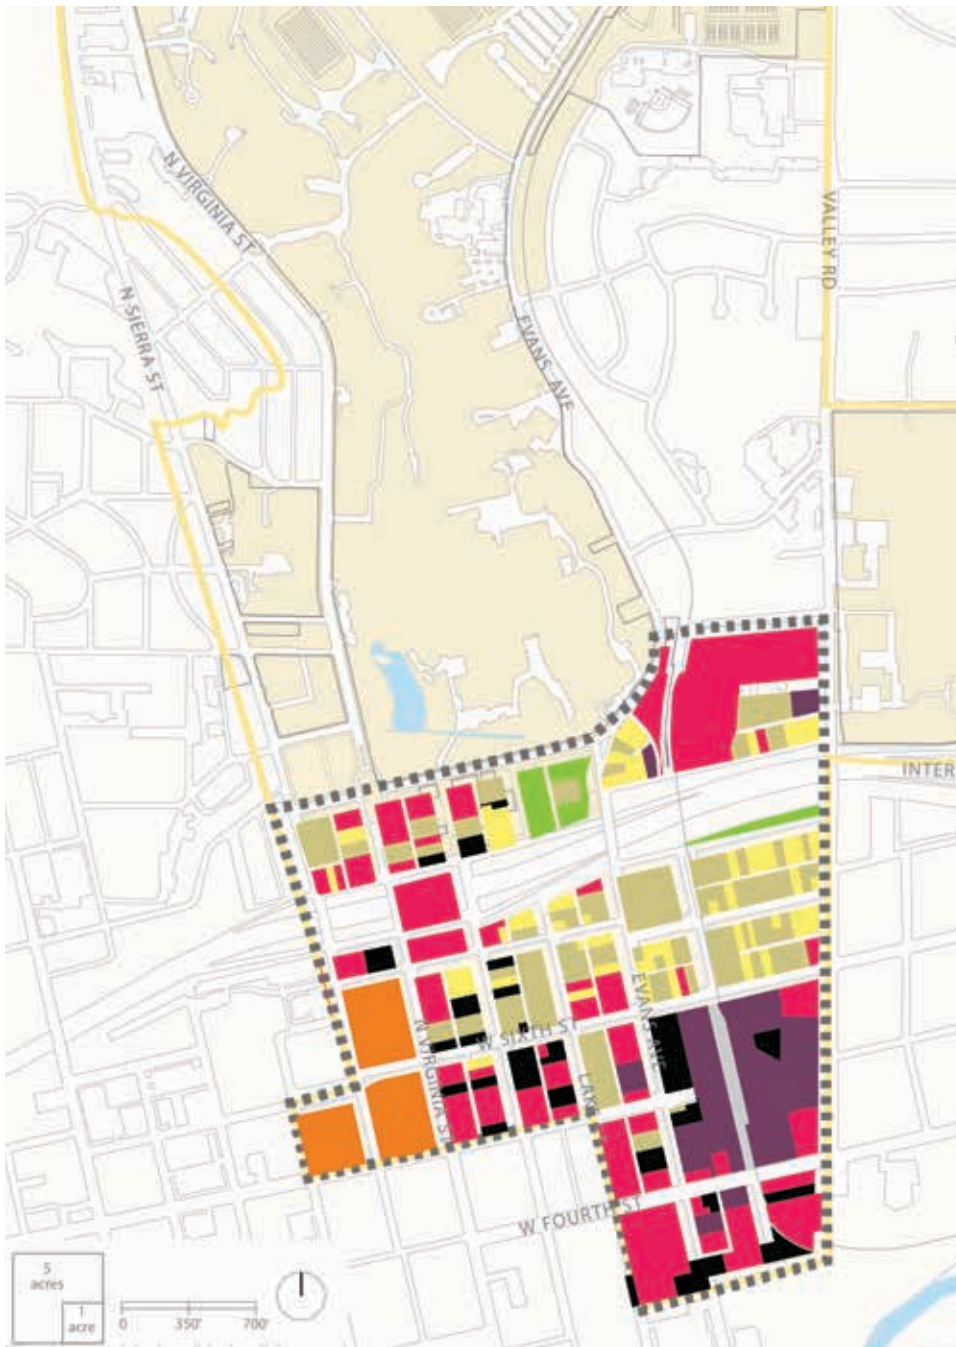 N VIRGINIA ST
VALLEY RD
N SIERRA ST
EVANS AVE
INTER
EVANS AVE
N VIRGINIA ST
W SIXTH ST
LAKE
W FOURTH ST
5
acres
1
acre
0
350'
700'